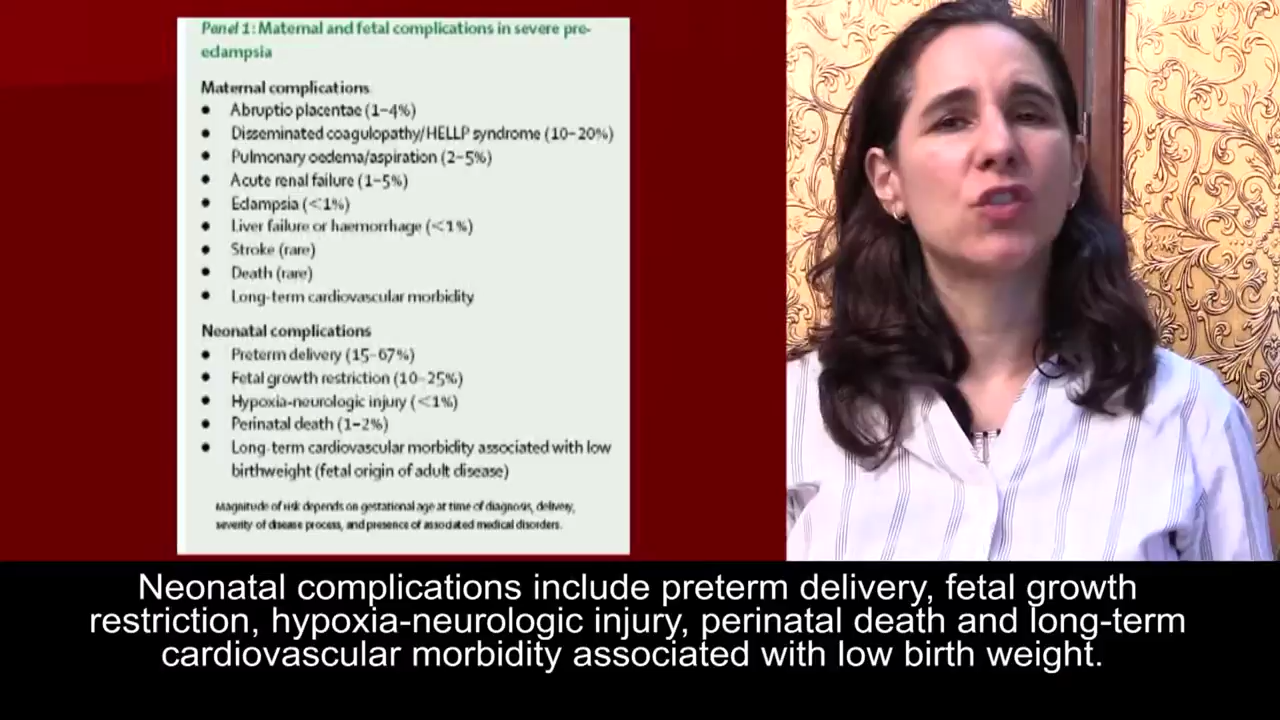 Panel 1: Maternal and fetal complications in severe pre-
eclampsia
Maternal complications
• Abruptio placentae (1–4%)
• Disseminated coagulopathy/HELLP syndrome (10–20%)
• Pulmonary oedema/aspiration (2–5%)
• Acute renal failure (1–5%)
• Eclampsia (<1%)
• Liver failure or haemorrhage (<1%)
• Stroke (rare)
• Death (rare)
• Long-term cardiovascular morbidity
Neonatal complications
• Preterm delivery (15–67%)
• Fetal growth restriction (10–25%)
• Hypoxia-neurologic injury (<1%)
• Perinatal death (1–2%)
• Long-term cardiovascular morbidity associated with low
birthweight (fetal origin of adult disease)
Magnitude of risk depends on gestational age at time of diagnosis, delivery,
severity of disease process, and presence of associated medical disorders.
Neonatal complications include preterm delivery, fetal growth
restriction, hypoxia-neurologic injury, perinatal death and long-term
cardiovascular morbidity associated with low birth weight.